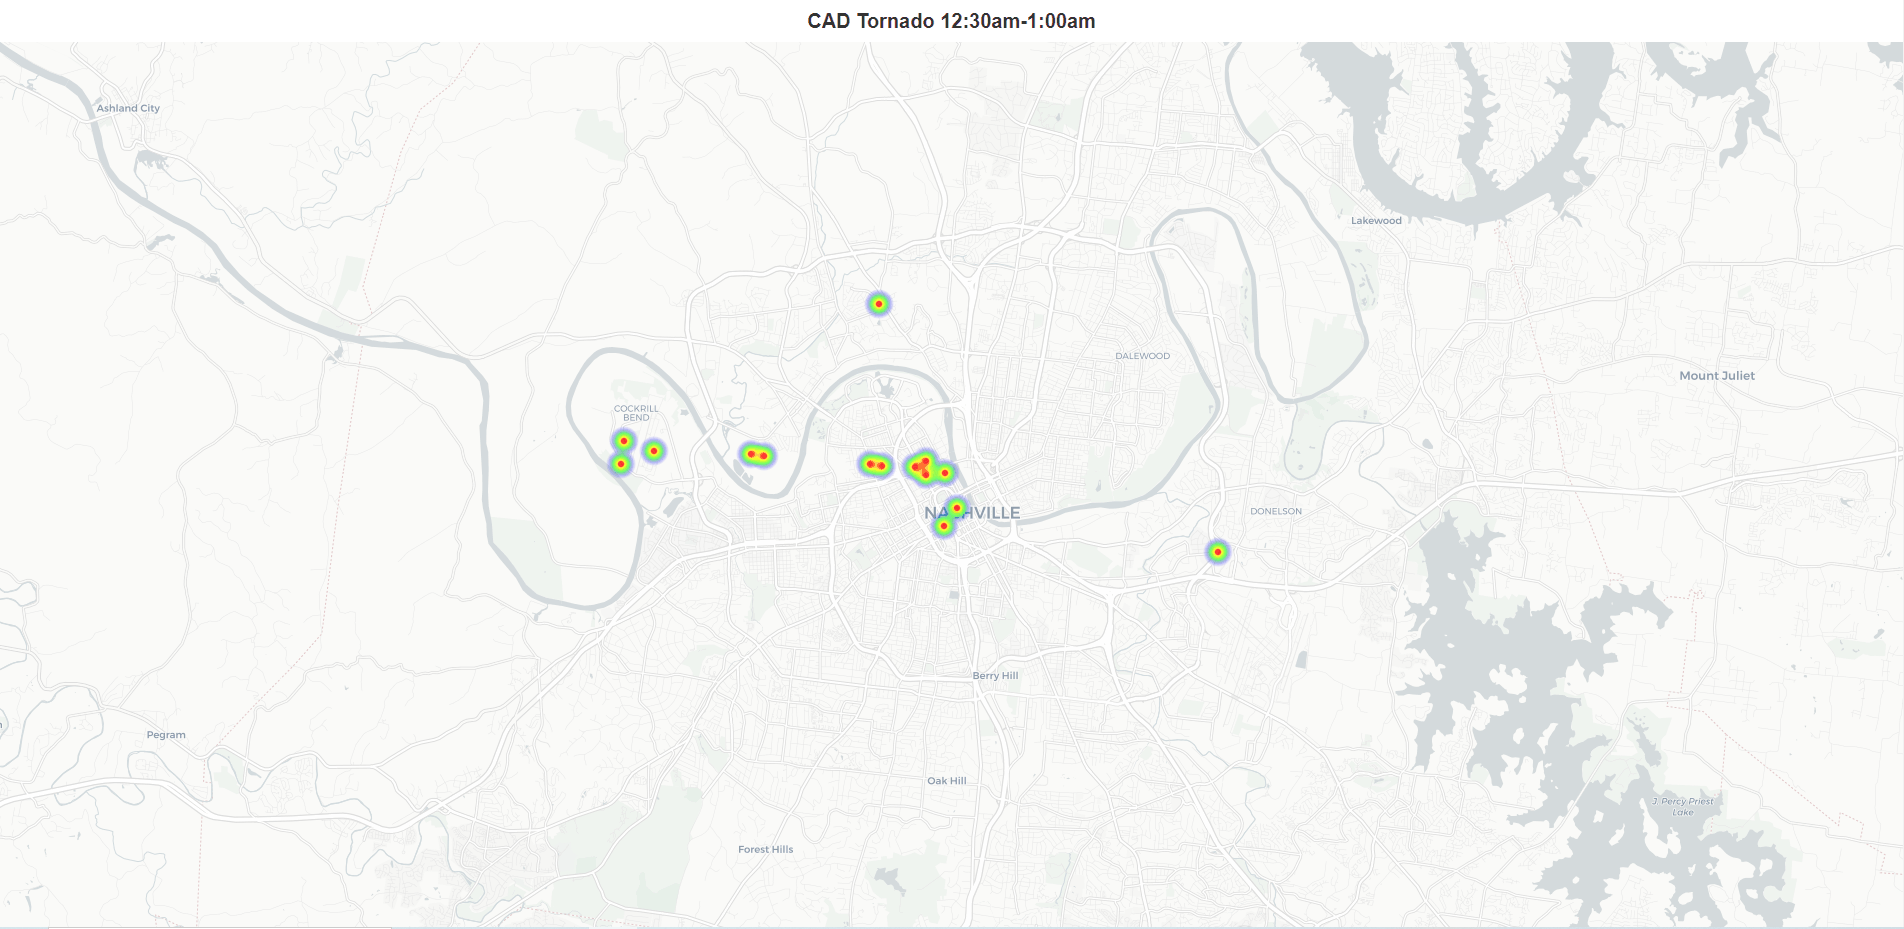 CAD Tornado 12:30am-1:00am
Ashland City
Lakewood
DALEWOOD
Mount Juliet
COCKRILL
BEND
NASHVILLE
DONELSON
Berry Hill
Pegram
Oak Hill
J. Percy Priest
Lake
Forest Hills